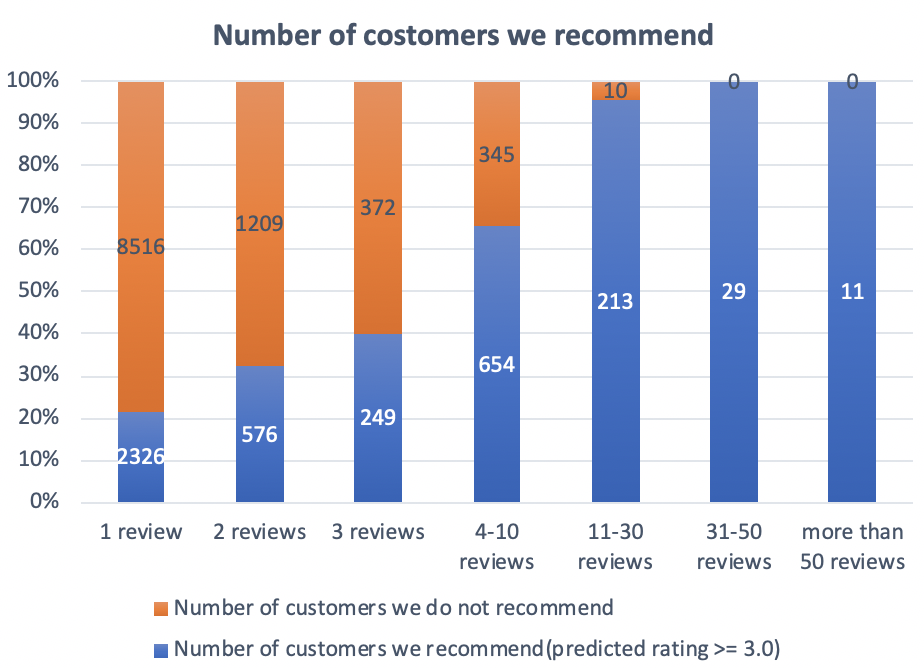 Number of costomers we recommend
100%
90%
80%
70%
60%
50%
40%
30%
20%
10%
0%
8516
2326
1209
576
372
249
345
654
10
213
0
29
0
11
1 review
2 reviews
3 reviews
4-10
reviews
11-30
reviews
31-50
reviews
more than
50 reviews
Number of customers we do not recommend
Number of customers we recommend(predicted rating >= 3.0)